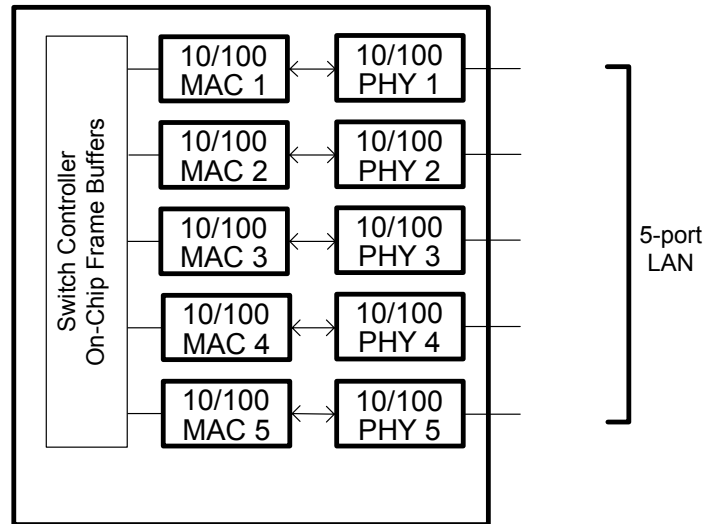 Switch Controller
On-Chip Frame Buffers
10/100
MAC 1
10/100
PHY 1
10/100
MAC 2
10/100
PHY 2
10/100
MAC 3
10/100
PHY 3
10/100
MAC 4
10/100
PHY 4
10/100
MAC 5
10/100
PHY 5
5-port
LAN